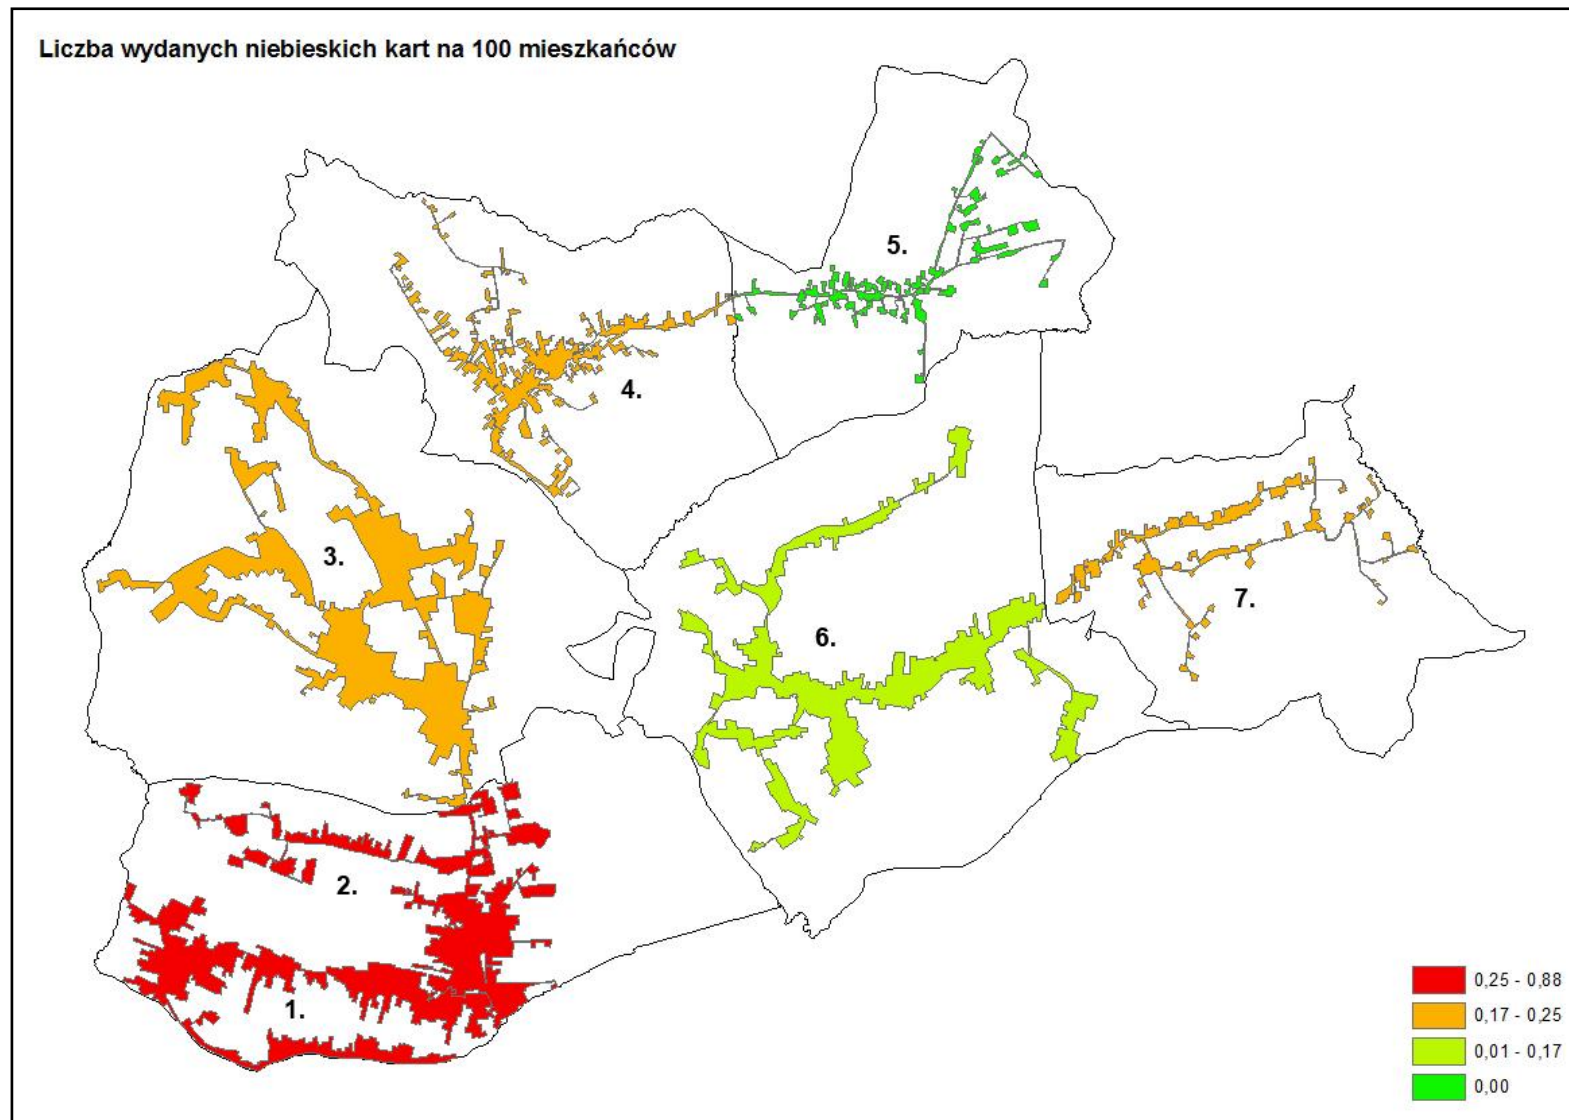 Liczba wydanych niebieskich kart na 100 mieszkańców
5.
4.
3.
7.
6.
2.
1.
0,25 - 0,88
0,17 - 0,25
0,01 - 0,17
0,00